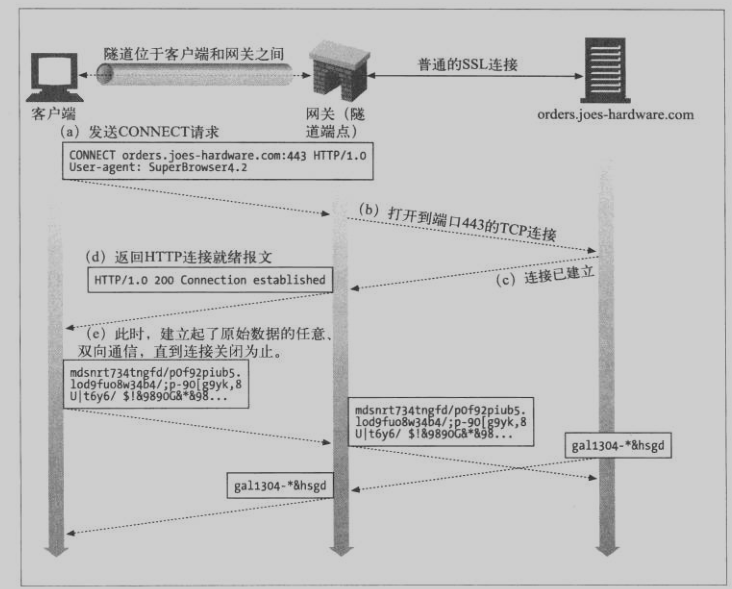 隧道位于客户端和网关之间
普通的SSL连接
客户端
网关（隧
道端点）
orders.joes-hardware.com
（a）发送CONNECT请求
CONNECT orders.joes-hardware.com:443 HTTP/1.0
User-agent: SuperBrowser4.2
（b）打开到端口443的TCP连接
（d）返回HTTP连接就绪报文
HTTP/1.0 200 Connection established
（c）连接已建立
（e）此时，建立起了原始数据的任意、
双向通信，直到连接关闭为止。
mdsnrt734tngfd/pOf92piub5.
lod9fuo8w34b4/;p-90[g9yk,8
U|t6y6/ $!&9890G&*&98...
mdsnrt734tngfd/pOf92piub5.
lod9fuo8w34b4/;p-90[g9yk,8
U|t6y6/ $!&9890G&*&98...
gal1304-*&hsgd
gal1304-*&hsgd